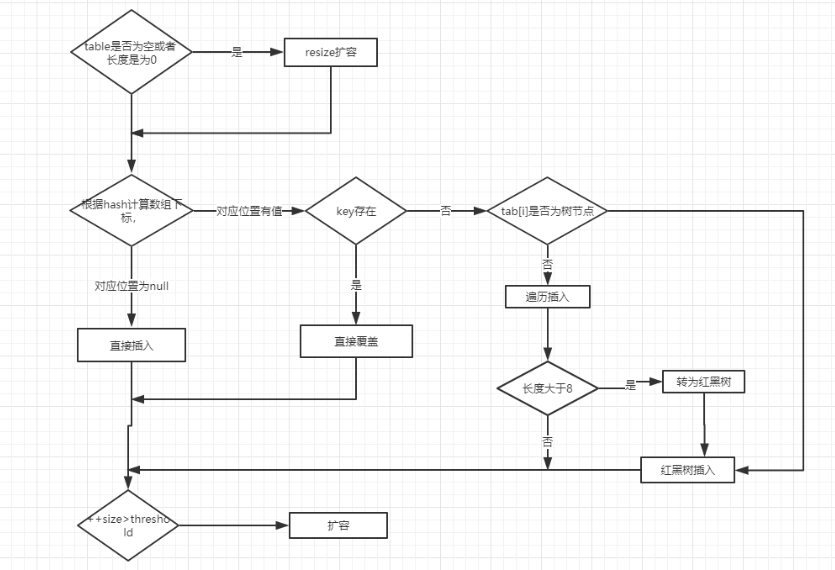 table是否为空或者
长度是为0
是
resize扩容
根据hash计算数组下
标，
对应位置有值
key存在
否
tab[i]是否为树节点
对应位置为null
是
否
遍历插入
直接插入
直接覆盖
长度大于8
是
转为红黑树
否
红黑树插入
++size>thresho
ld
扩容